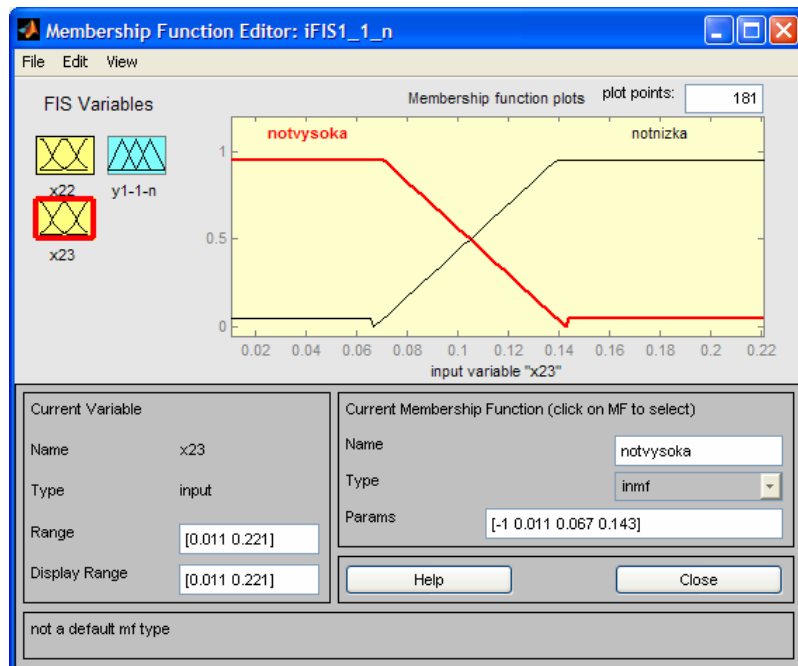 Membership Function Editor: iFIS1_1_n
File Edit View
FIS Variables
Membership function plots plot points: 181
x22 y1-1-n
x23
notvysoka notnizka
1
0.5
0
0.02 0.04 0.06 0.08 0.1 0.12 0.14 0.16 0.18 0.2 0.22
input variable "x23"
Current Variable
Name x23
Type input
Range [0.011 0.221]
Display Range [0.011 0.221]
Current Membership Function (click on MF to select)
Name notvysoka
Type inmf
Params [-1 0.011 0.067 0.143]
Help Close
not a default mf type